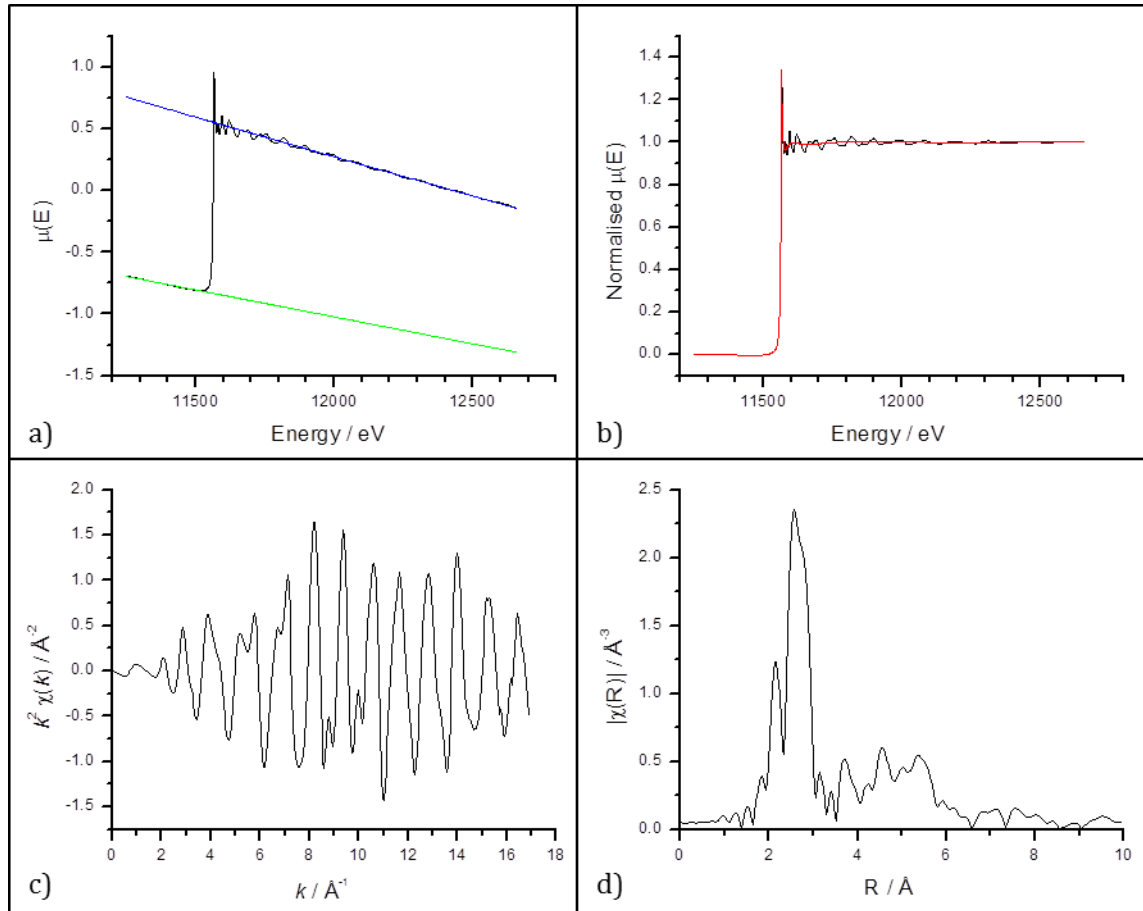 1.0
0.5
0.0
-0.5
-1.0
-1.5
μ(E)
11500 12000 12500
Energy / eV
a)
1.4
1.2
1.0
0.8
0.6
0.4
0.2
0.0
Normalised μ(E)
11500 12000 12500
Energy / eV
b)
2.0
1.5
1.0
0.5
0.0
-0.5
-1.0
-1.5
k² χ(k) / Å⁻²
0 2 4 6 8 10 12 14 16 18
k / Å⁻¹
c)
2.5
2.0
1.5
1.0
0.5
0.0
|χ(R)| / Å⁻³
0 2 4 6 8 10
R / Å
d)